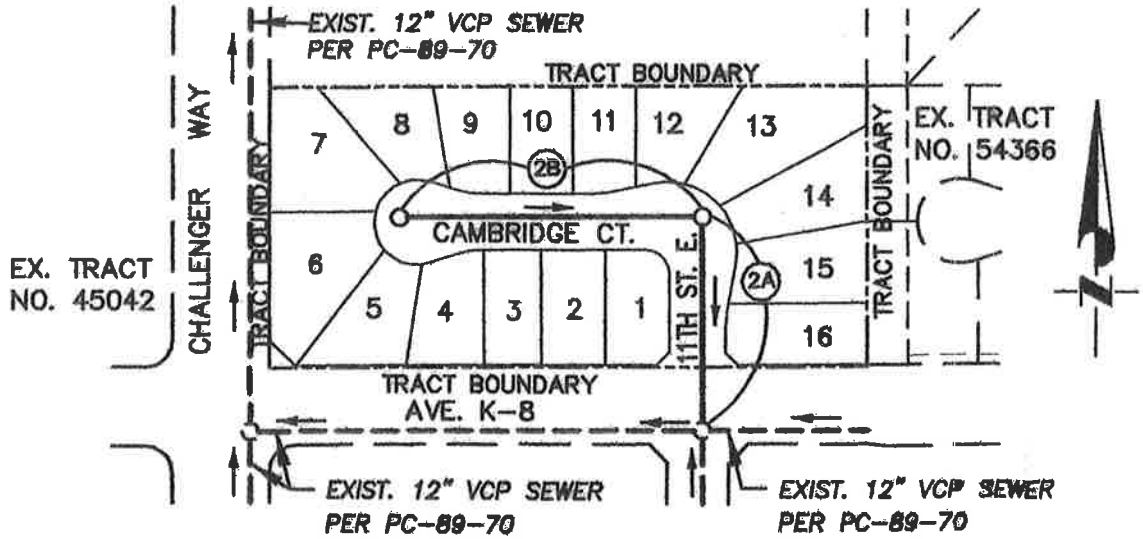 EXIST. 12" VCP SEWER
PER PC-89-70
TRACT BOUNDARY
CHALLENGER WAY
TRACT BOUNDARY
7
8
9
10
11
12
13
2B
14
TRACT BOUNDARY
EX. TRACT
NO. 54366
CAMBRIDGE CT.
11TH ST. E.
EX. TRACT
NO. 45042
6
5
4
3
2
1
2A
15
16
TRACT BOUNDARY
AVE. K-8
EXIST. 12" VCP SEWER
PER PC-89-70
EXIST. 12" VCP SEWER
PER PC-89-70
N